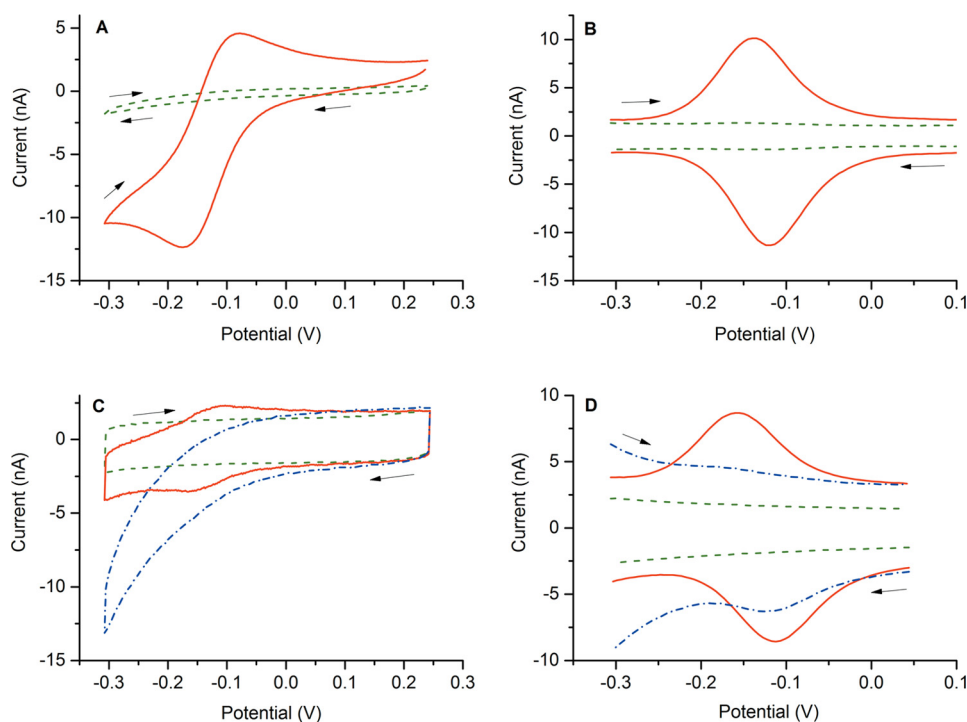 A
Current (nA)
5
0
-5
-10
-15
-0.3 -0.2 -0.1 0.0 0.1 0.2 0.3
Potential (V)
B
Current (nA)
10
5
0
-5
-10
-15
-0.3 -0.2 -0.1 0.0 0.1
Potential (V)
C
Current (nA)
0
-5
-10
-15
-0.3 -0.2 -0.1 0.0 0.1 0.2 0.3
Potential (V)
D
Current (nA)
10
5
0
-5
-10
-0.3 -0.2 -0.1 0.0 0.1
Potential (V)